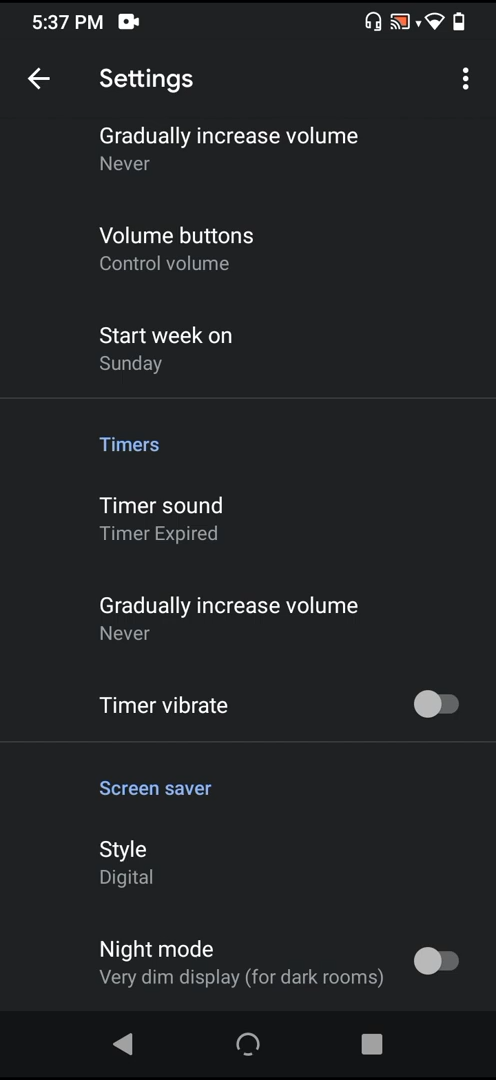 5:37 PM
Settings
Gradually increase volume
Never
Volume buttons
Control volume
Start week on
Sunday
Timers
Timer sound
Timer Expired
Gradually increase volume
Never
Timer vibrate
Screen saver
Style
Digital
Night mode
Very dim display (for dark rooms)